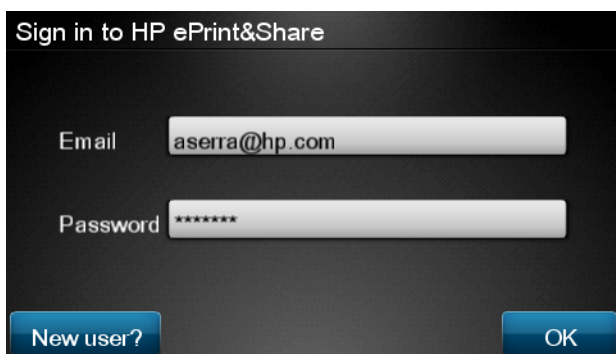 Sign in to HP ePrint&Share
Email aserra@hp.com
Password *******
New user? OK